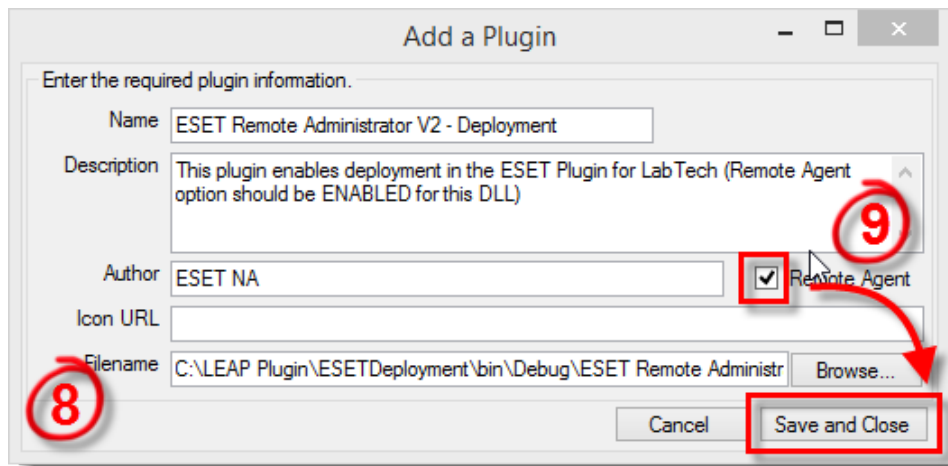 Add a Plugin
Enter the required plugin information.
Name ESET Remote Administrator V2 - Deployment
Description This plugin enables deployment in the ESET Plugin for LabTech (Remote Agent
option should be ENABLED for this DLL)
9
Author ESET NA Remote Agent
Icon URL
Filename C:\LEAP Plugin\ESETDeployment\bin\Debug\ESET Remote Administr Browse...
8
Cancel Save and Close